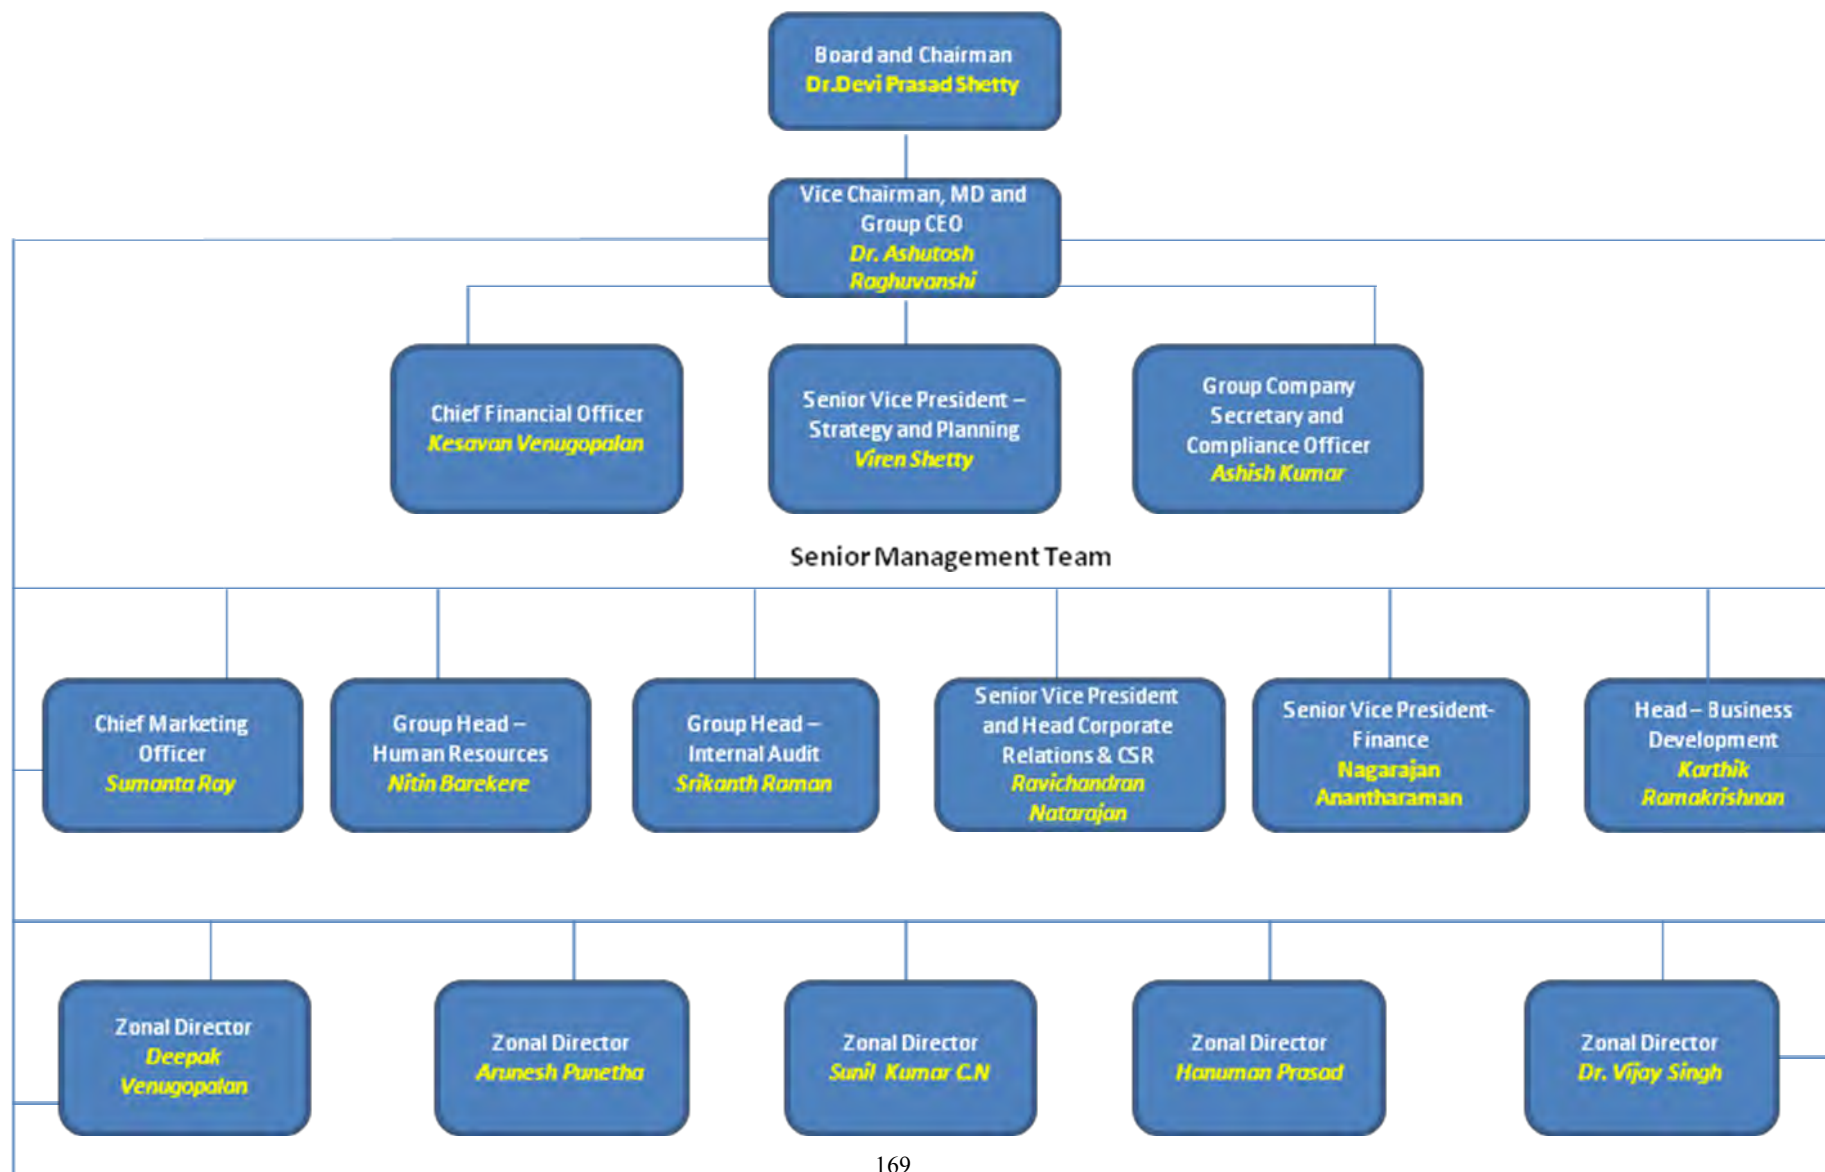 Board and Chairman
Dr.Devi Prasad Shetty
Vice Chairman, MD and
Group CEO
Dr. Ashutosh
Raghuvanshi
Chief Financial Officer
Kesavan Venugopalan
Senior Vice President –
Strategy and Planning
Viren Shetty
Group Company
Secretary and
Compliance Officer
Ashish Kumar
Senior Management Team
Chief Marketing
Officer
Sumanta Ray
Group Head –
Human Resources
Nitin Barekere
Group Head –
Internal Audit
Srikanth Raman
Senior Vice President
and Head Corporate
Relations & CSR
Ravichandran
Natarajan
Senior Vice President-
Finance
Nagarajan
Anantharaman
Head – Business
Development
Karthik
Ramakrishnan
Zonal Director
Deepak
Venugopalan
Zonal Director
Arunesh Punetha
Zonal Director
Sunil Kumar C.N
Zonal Director
Hanuman Prasad
Zonal Director
Dr. Vijay Singh
169